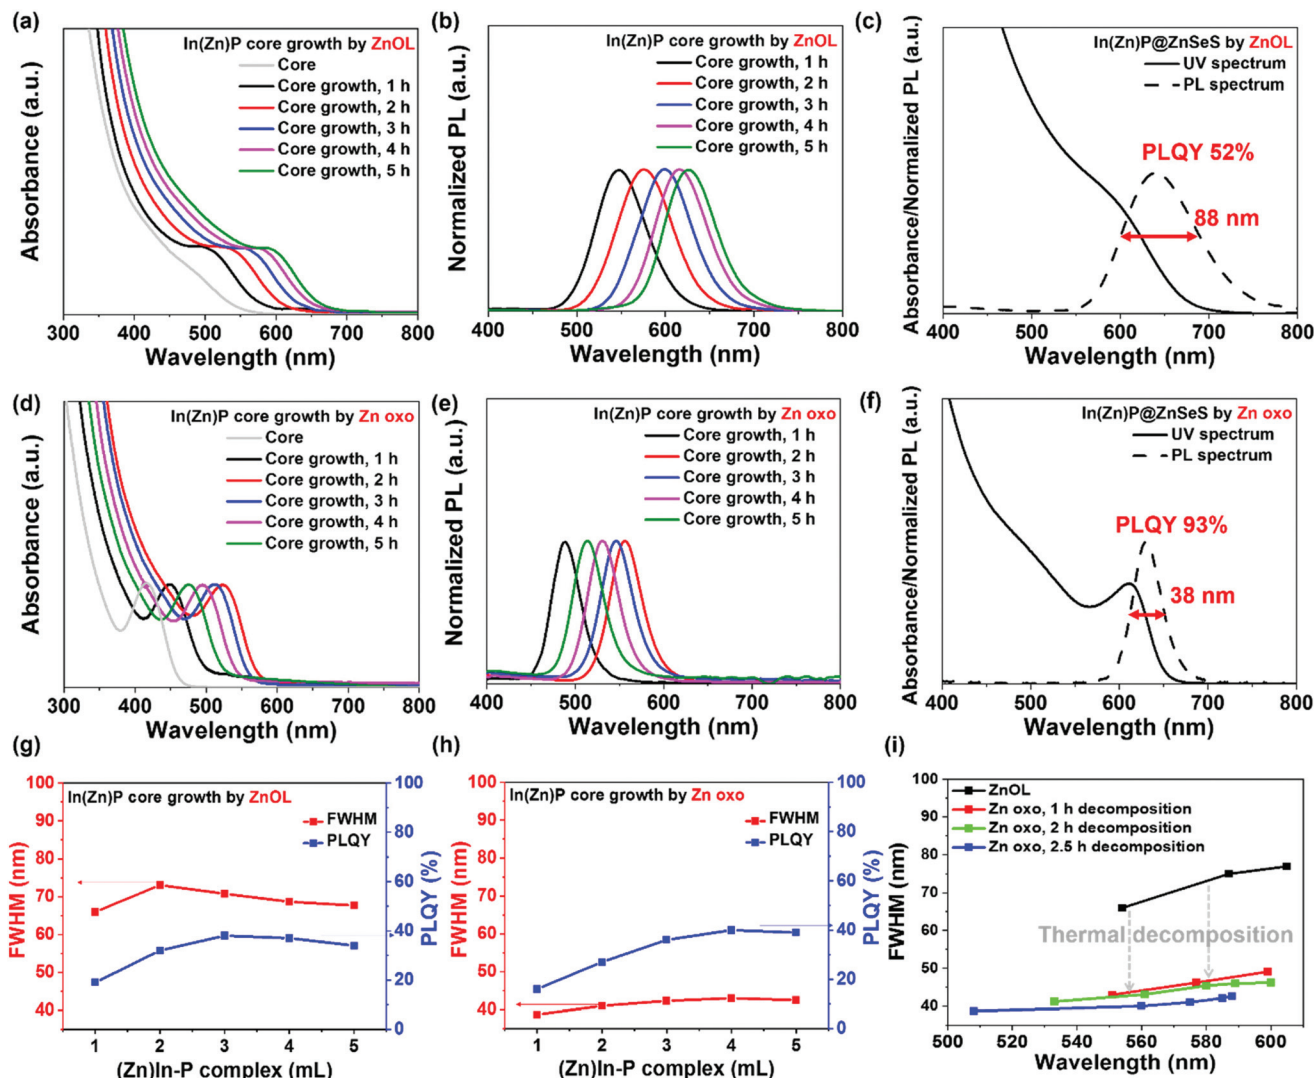 (a)
In(Zn)P core growth by ZnOL
Core
Core growth, 1 h
Core growth, 2 h
Core growth, 3 h
Core growth, 4 h
Core growth, 5 h
Absorbance (a.u.)
300 400 500 600 700 800
Wavelength (nm)
(b)
In(Zn)P core growth by ZnOL
Core growth, 1 h
Core growth, 2 h
Core growth, 3 h
Core growth, 4 h
Core growth, 5 h
Normalized PL (a.u.)
400 500 600 700 800
Wavelength (nm)
(c)
In(Zn)P@ZnSeS by ZnOL
UV spectrum
PL spectrum
PLQY 52%
88 nm
Absorbance/Normalized PL (a.u.)
400 500 600 700 800
Wavelength (nm)
(d)
In(Zn)P core growth by Zn oxo
Core
Core growth, 1 h
Core growth, 2 h
Core growth, 3 h
Core growth, 4 h
Core growth, 5 h
Absorbance (a.u.)
300 400 500 600 700 800
Wavelength (nm)
(e)
In(Zn)P core growth by Zn oxo
Core growth, 1 h
Core growth, 2 h
Core growth, 3 h
Core growth, 4 h
Core growth, 5 h
Normalized PL (a.u.)
400 500 600 700 800
Wavelength (nm)
(f)
In(Zn)P@ZnSeS by Zn oxo
UV spectrum
PL spectrum
PLQY 93%
38 nm
Absorbance/Normalized PL (a.u.)
400 500 600 700 800
Wavelength (nm)
(g)
In(Zn)P core growth by ZnOL
FWHM
PLQY
FWHM (nm)
100
90
80
70
60
50
40
PLQY (%)
100
80
60
40
20
0
1 2 3 4 5
(Zn)In-P complex (mL)
(h)
In(Zn)P core growth by Zn oxo
FWHM
PLQY
FWHM (nm)
100
90
80
70
60
50
40
PLQY (%)
100
80
60
40
20
0
1 2 3 4 5
(Zn)In-P complex (mL)
(i)
ZnOL
Zn oxo, 1 h decomposition
Zn oxo, 2 h decomposition
Zn oxo, 2.5 h decomposition
Thermal decomposition
FWHM (nm)
100
90
80
70
60
50
40
500 520 540 560 580 600
Wavelength (nm)